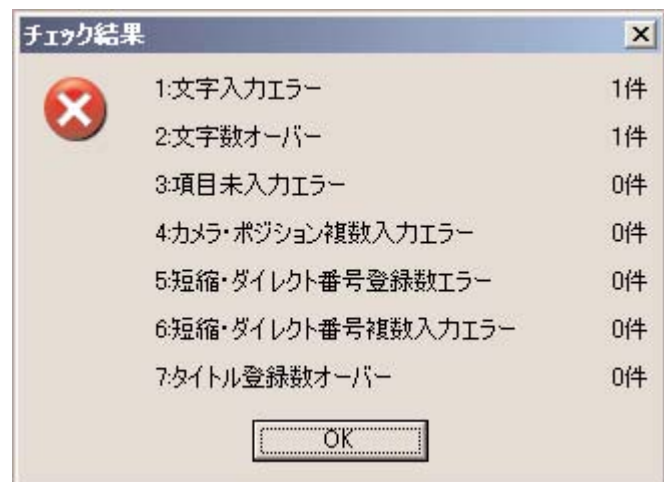 チェック結果
1:文字入力エラー 1件
2:文字数オーバー 1件
3:項目未入力エラー 0件
4:カメラ・ポジション複数入力エラー 0件
5:短縮・ダイレクト番号登録数エラー 0件
6:短縮・ダイレクト番号複数入力エラー 0件
7:タイトル登録数オーバー 0件
OK